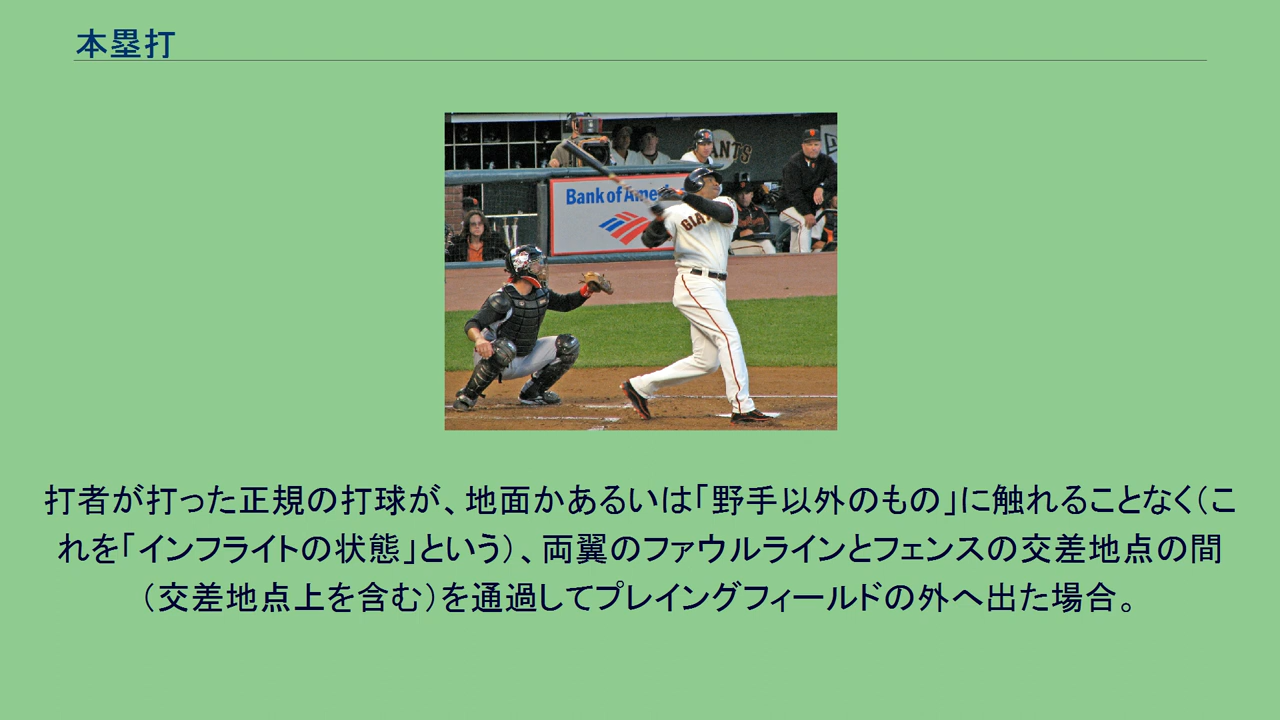 本塁打
ANTS
Bank of Ame
GIA
打者が打った正規の打球が、地面かあるいは「野手以外のもの」に触れることなく（こ
れを「インフライトの状態」という）、両翼のファウルラインとフェンスの交差地点の間
（交差地点上を含む）を通過してプレイングフィールドの外へ出た場合。